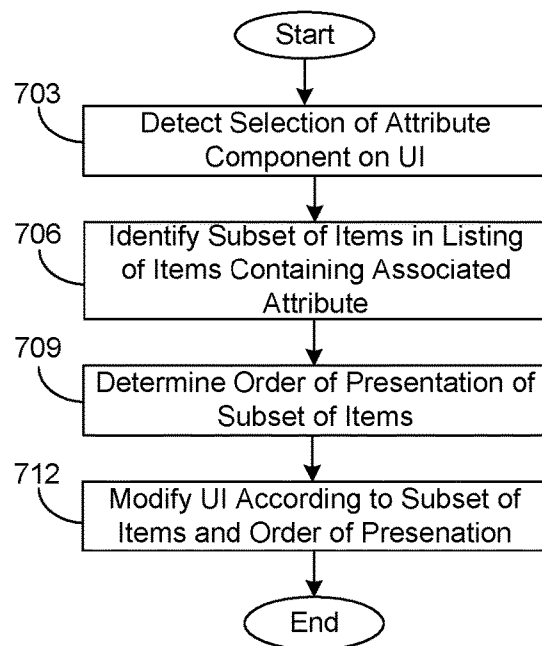 Start
703
Detect Selection of Attribute
Component on UI
706
Identify Subset of Items in Listing
of Items Containing Associated
Attribute
709
Determine Order of Presentation of
Subset of Items
712
Modify UI According to Subset of
Items and Order of Presenation
End